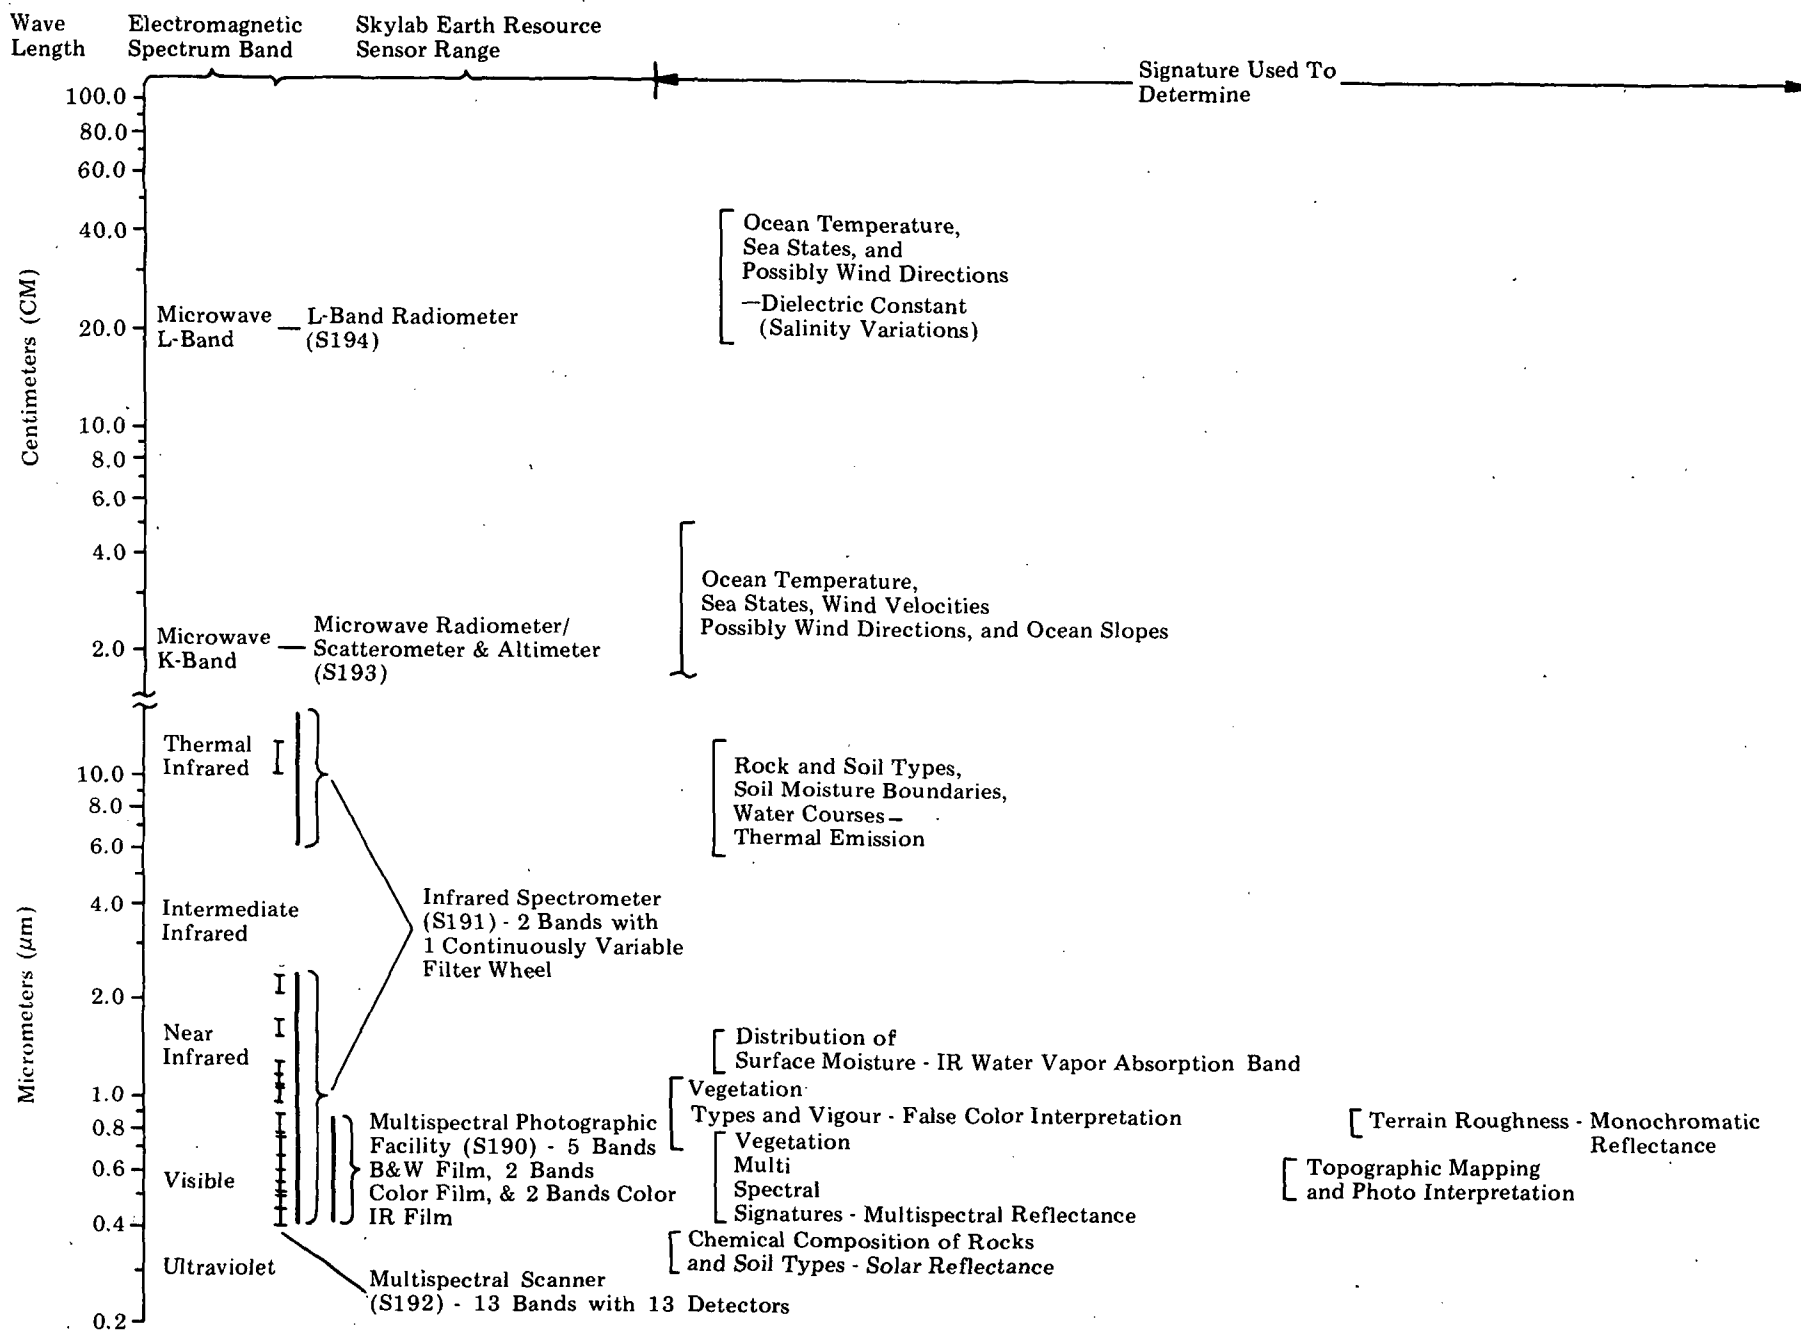 Wave Length
Electromagnetic Spectrum Band
Skylab Earth Resource Sensor Range
Signature Used To Determine
Centimeters (CM)
100.0
80.0
60.0
40.0
20.0
10.0
8.0
6.0
4.0
2.0
Micrometers (μm)
10.0
8.0
6.0
4.0
2.0
1.0
0.8
0.6
0.4
0.2
Microwave
L-Band
L-Band Radiometer
(S194)
Ocean Temperature,
Sea States, and
Possibly Wind Directions
—Dielectric Constant
(Salinity Variations)
Microwave
K-Band
Microwave Radiometer/
Scatterometer & Altimeter
(S193)
Ocean Temperature,
Sea States, Wind Velocities
Possibly Wind Directions, and Ocean Slopes
Thermal
Infrared
Rock and Soil Types,
Soil Moisture Boundaries,
Water Courses—
Thermal Emission
Intermediate
Infrared
Infrared Spectrometer
(S191) - 2 Bands with
1 Continuously Variable
Filter Wheel
Near
Infrared
Distribution of
Surface Moisture - IR Water Vapor Absorption Band
Vegetation
Types and Vigour - False Color Interpretation
Terrain Roughness - Monochromatic
Reflectance
Visible
Multispectral Photographic
Facility (S190) - 5 Bands
B&W Film, 2 Bands
Color Film, & 2 Bands Color
IR Film
Vegetation
Multi
Spectral
Signatures - Multispectral Reflectance
Topographic Mapping
and Photo Interpretation
Ultraviolet
Chemical Composition of Rocks
and Soil Types - Solar Reflectance
Multispectral Scanner
(S192) - 13 Bands with 13 Detectors